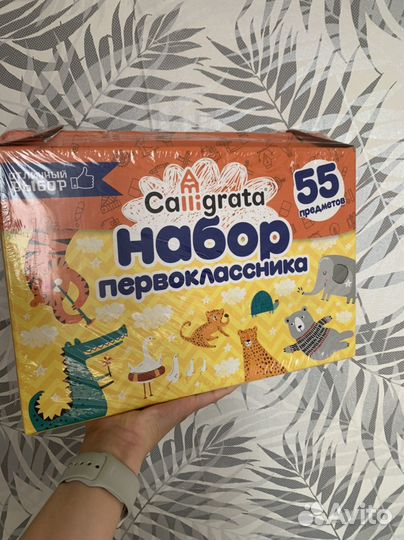 ОТЛИЧНЫЙ
ВЫБОР
Calligrata
55
предметов
Набор
первоклассника
Avito